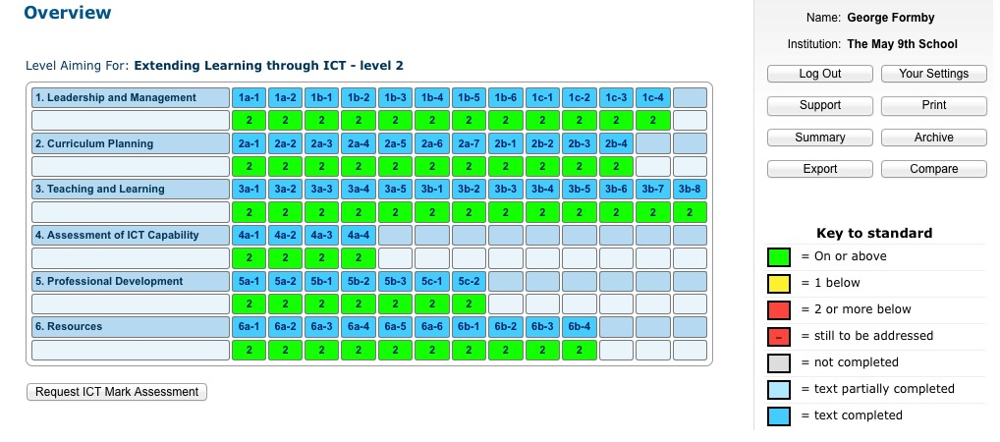 Overview
Name: George Formby
Institution: The May 9th School
Log Out Your Settings
Support Print
Summary Archive
Export Compare
Level Aiming For: Extending Learning through ICT - level 2
1. Leadership and Management 1a-1 1a-2 1b-1 1b-2 1b-3 1b-4 1b-5 1b-6 1c-1 1c-2 1c-3 1c-4
2 2 2 2 2 2 2 2 2 2 2 2
2. Curriculum Planning 2a-1 2a-2 2a-3 2a-4 2a-5 2a-6 2a-7 2b-1 2b-2 2b-3 2b-4
2 2 2 2 2 2 2 2 2 2 2
3. Teaching and Learning 3a-1 3a-2 3a-3 3a-4 3a-5 3b-1 3b-2 3b-3 3b-4 3b-5 3b-6 3b-7 3b-8
2 2 2 2 2 2 2 2 2 2 2 2 2
4. Assessment of ICT Capability 4a-1 4a-2 4a-3 4a-4
2 2 2 2
5. Professional Development 5a-1 5a-2 5b-1 5b-2 5b-3 5c-1 5c-2
2 2 2 2 2 2 2
6. Resources 6a-1 6a-2 6a-3 6a-4 6a-5 6a-6 6b-1 6b-2 6b-3 6b-4
2 2 2 2 2 2 2 2 2 2
Request ICT Mark Assessment
Key to standard
= On or above
= 1 below
= 2 or more below
– = still to be addressed
= not completed
= text partially completed
= text completed